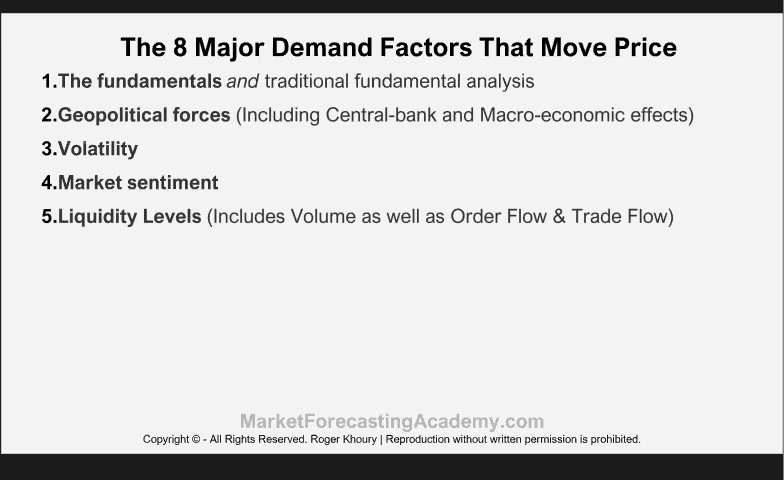 The 8 Major Demand Factors That Move Price
1.The fundamentals and traditional fundamental analysis
2.Geopolitical forces (Including Central-bank and Macro-economic effects)
3.Volatility
4.Market sentiment
5.Liquidity Levels (Includes Volume as well as Order Flow & Trade Flow)
MarketForecastingAcademy.com
Copyright © - All Rights Reserved. Roger Khoury | Reproduction without written permission is prohibited.